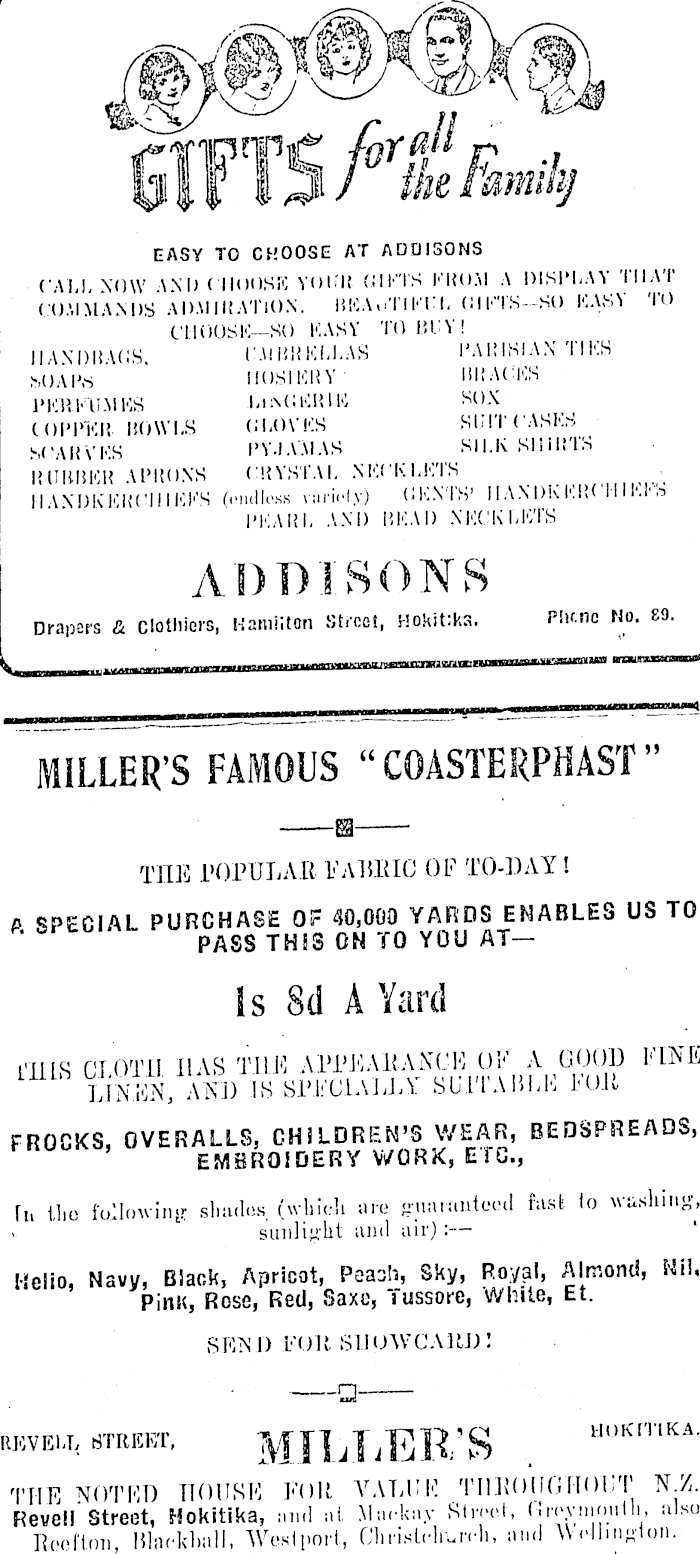 GIFTS for all
the Family
EASY TO CHOOSE AT ADDISONS
CALL NOW AND CHOOSE YOUR GIFTS FROM A DISPLAY THAT
COMMANDS ADMIRATION. BEAUTIFUL GIFTS—SO EASY TO
CHOOSE—SO EASY TO BUY!
HANDBAGS, UMBRELLAS PARISIAN TIES
SOAPS HOSIERY BRACES
PERFUMES LINGERIE SOX
COPPER BOWLS GLOVES SUIT CASES
SCARVES PYJAMAS SILK SHIRTS
RUBBER APRONS CRYSTAL NECKLETS
HANDKERCHIEFS (endless variety) GENTS' HANDKERCHIEFS
PEARL AND BEAD NECKLETS
ADDISONS
Drapers & Clothiers, Hamilton Street, Hokitika. Phone No. 89.
MILLER'S FAMOUS "COASTERPHAST"
THE POPULAR FABRIC OF TO-DAY!
A SPECIAL PURCHASE OF 40,000 YARDS ENABLES US TO
PASS THIS ON TO YOU AT—
1s 8d A Yard
THIS CLOTH HAS THE APPEARANCE OF A GOOD FINE
LINEN, AND IS SPECIALLY SUITABLE FOR
FROCKS, OVERALLS, CHILDREN'S WEAR, BEDSPREADS,
EMBROIDERY WORK, ETC.,
In the following shades (which are guaranteed fast to washing,
sunlight and air):—
Helio, Navy, Black, Apricot, Peach, Sky, Royal, Almond, Nil,
Pink, Rose, Red, Saxe, Tussore, White, Et.
SEND FOR SHOWCARD!
REVELL STREET, MILLER'S HOKITIKA.
THE NOTED HOUSE FOR VALUE THROUGHOUT N.Z.
Revell Street, Hokitika, and at Mackay Street, Greymouth, also
Reefton, Blackball, Westport, Christchurch, and Wellington.